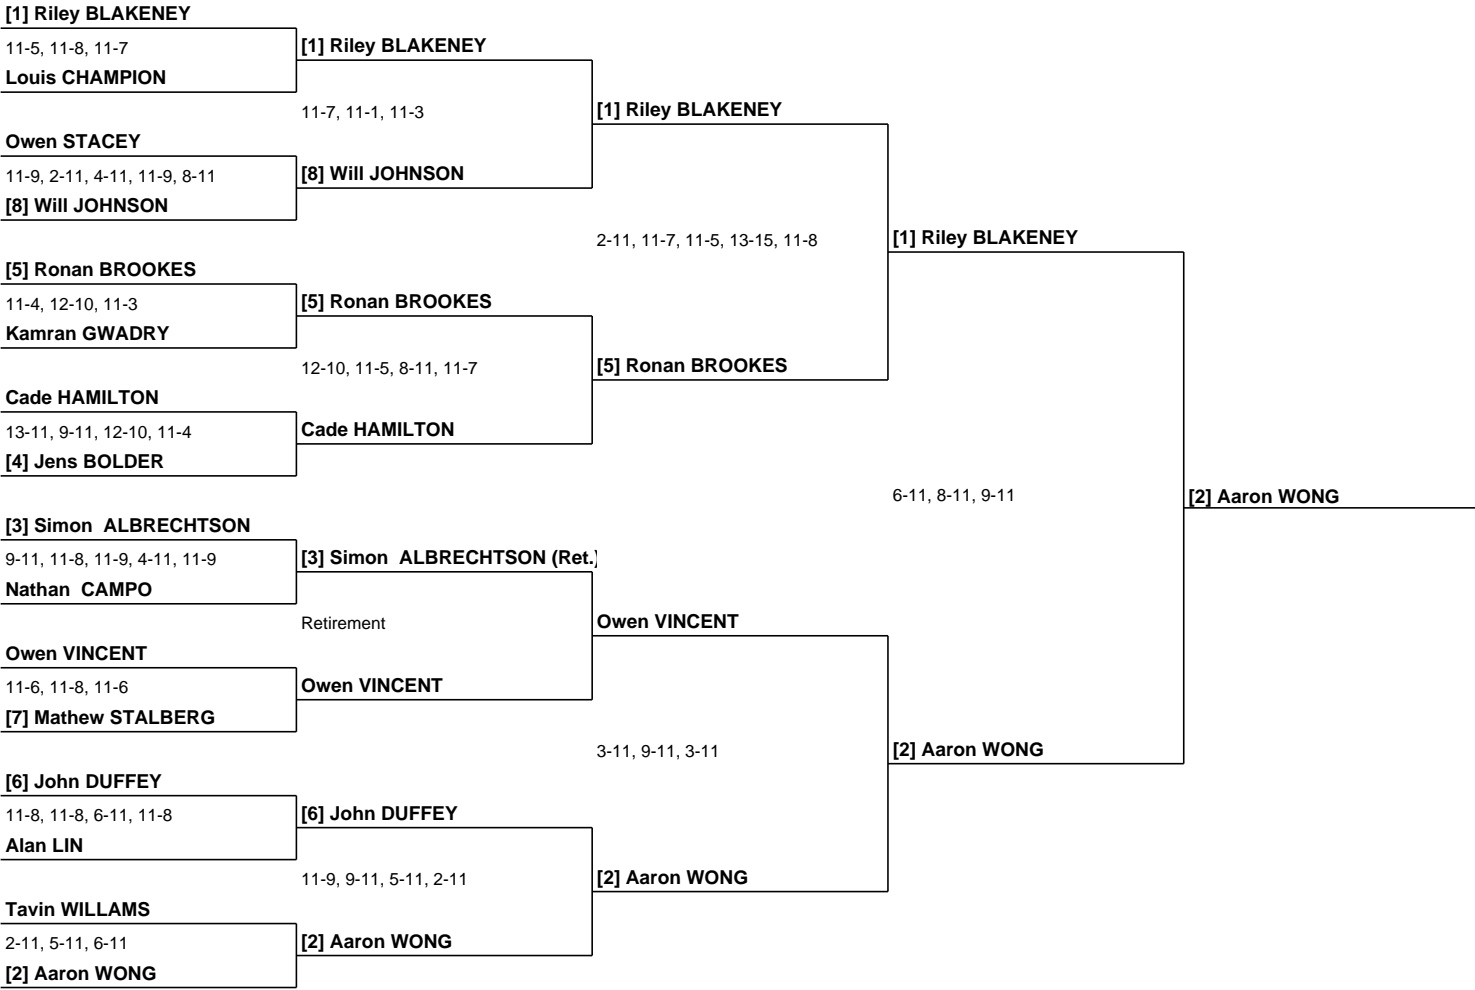 [1] Riley BLAKENEY
11-5, 11-8, 11-7
Louis CHAMPION
Owen STACEY
11-9, 2-11, 4-11, 11-9, 8-11
[8] Will JOHNSON
[5] Ronan BROOKES
11-4, 12-10, 11-3
Kamran GWADRY
Cade HAMILTON
13-11, 9-11, 12-10, 11-4
[4] Jens BOLDER
[3] Simon  ALBRECHTSON
9-11, 11-8, 11-9, 4-11, 11-9
Nathan  CAMPO
Owen VINCENT
11-6, 11-8, 11-6
[7] Mathew STALBERG
[6] John DUFFEY
11-8, 11-8, 6-11, 11-8
Alan LIN
Tavin WILLAMS
2-11, 5-11, 6-11
[2] Aaron WONG
[1] Riley BLAKENEY
11-7, 11-1, 11-3
[8] Will JOHNSON
[5] Ronan BROOKES
12-10, 11-5, 8-11, 11-7
Cade HAMILTON
[3] Simon  ALBRECHTSON (Ret.)
Retirement
Owen VINCENT
[6] John DUFFEY
11-9, 9-11, 5-11, 2-11
[2] Aaron WONG
[1] Riley BLAKENEY
2-11, 11-7, 11-5, 13-15, 11-8
[5] Ronan BROOKES
Owen VINCENT
3-11, 9-11, 3-11
[2] Aaron WONG
[1] Riley BLAKENEY
6-11, 8-11, 9-11
[2] Aaron WONG
[2] Aaron WONG